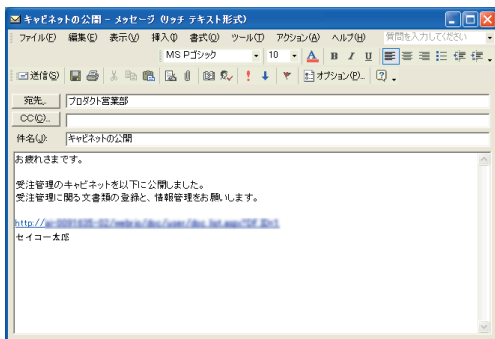 キャビネットの公開 - メッセージ (リッチ テキスト形式)
ファイル(F) 編集(E) 表示(V) 挿入(I) 書式(O) ツール(T) アクション(A) ヘルプ(H) 質問を入力してください
MS Pゴシック 10 A B I U
送信(S) オプション(P)...
宛先... プロダクト営業部
CC(C)...
件名(J): キャビネットの公開
お疲れさまです。
受注管理のキャビネットを以下に公開しました。
受注管理に関る文書類の登録と、情報管理をお願いします。
http://
セイコー太郎